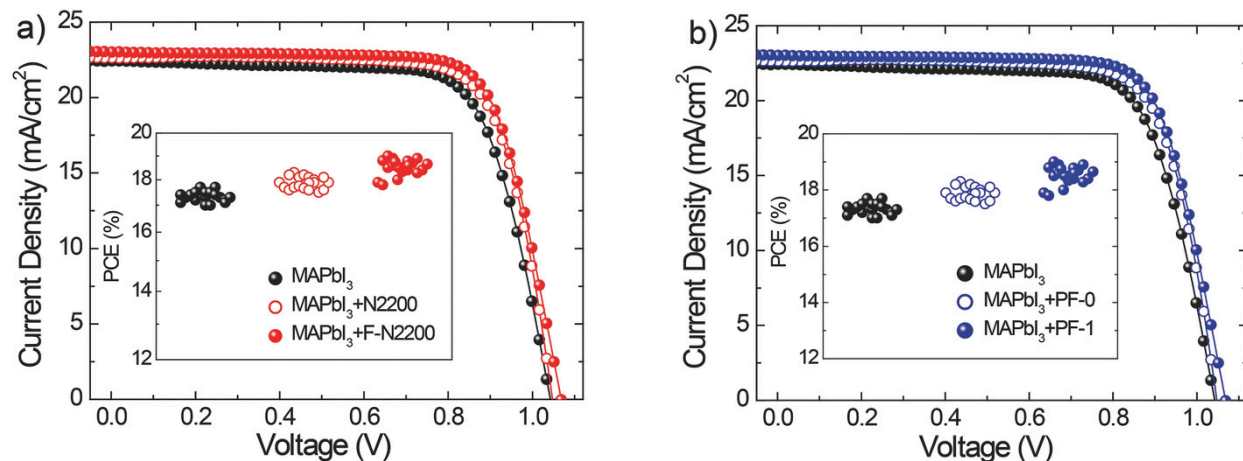 a)
Current Density (mA/cm²)
25
20
15
10
5
0
0.0 0.2 0.4 0.6 0.8 1.0
Voltage (V)
PCE (%)
20
18
17
16
14
12
MAPbI₃
MAPbI₃+N2200
MAPbI₃+F-N2200
b)
Current Density (mA/cm²)
25
20
15
10
5
0
0.0 0.2 0.4 0.6 0.8 1.0
Voltage (V)
PCE (%)
20
18
16
14
12
MAPbI₃
MAPbI₃+PF-0
MAPbI₃+PF-1